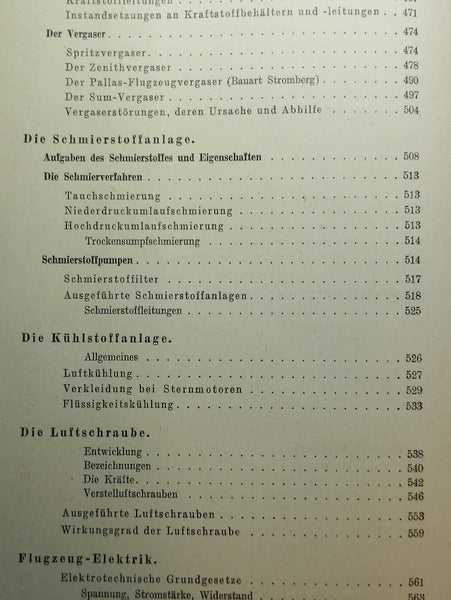 Kraftstoffleitungen . . . . . . . . . . . . . . . . .
Instandsetzungen an Kraftstoffbehältern und -leitungen . . . . 471
Der Vergaser . . . . . . . . . . . . . . . . . . . . 474
Spritzvergaser . . . . . . . . . . . . . . . . . . . 474
Der Zenithvergaser . . . . . . . . . . . . . . . . . 478
Der Pallas-Flugzeugvergaser (Bauart Stromberg) . . . . . . 490
Der Sum-Vergaser . . . . . . . . . . . . . . . . . . 497
Vergaserstörungen, deren Ursache und Abhilfe . . . . . . 504
Die Schmierstoffanlage.
Aufgaben des Schmierstoffes und Eigenschaften . . . . . . . . 508
Die Schmierverfahren . . . . . . . . . . . . . . . . 513
Tauchschmierung . . . . . . . . . . . . . . . . . . 513
Niederdruckumlaufschmierung . . . . . . . . . . . . . 513
Hochdruckumlaufschmierung . . . . . . . . . . . . . . 513
Trockensumpfschmierung . . . . . . . . . . . . . . . 514
Schmierstoffpumpen . . . . . . . . . . . . . . . . . 514
Schmierstoffilter . . . . . . . . . . . . . . . . . . 517
Ausgeführte Schmierstoffanlagen . . . . . . . . . . . . 518
Schmierstoffleitungen . . . . . . . . . . . . . . . . 525
Die Kühlstoffanlage.
Allgemeines . . . . . . . . . . . . . . . . . . . . 526
Luftkühlung . . . . . . . . . . . . . . . . . . . . 527
Verkleidung bei Sternmotoren . . . . . . . . . . . . . 529
Flüssigkeitskühlung . . . . . . . . . . . . . . . . . 533
Die Luftschraube.
Entwicklung . . . . . . . . . . . . . . . . . . . . 538
Bezeichnungen . . . . . . . . . . . . . . . . . . . 540
Die Kräfte . . . . . . . . . . . . . . . . . . . . . 542
Verstelluftschrauben . . . . . . . . . . . . . . . . . 546
Ausgeführte Luftschrauben . . . . . . . . . . . . . . 553
Wirkungsgrad der Luftschraube . . . . . . . . . . . . . 559
Flugzeug-Elektrik.
Elektrotechnische Grundgesetze . . . . . . . . . . . . 561
Spannung, Stromstärke, Widerstand . . . . . . . . . . . 563